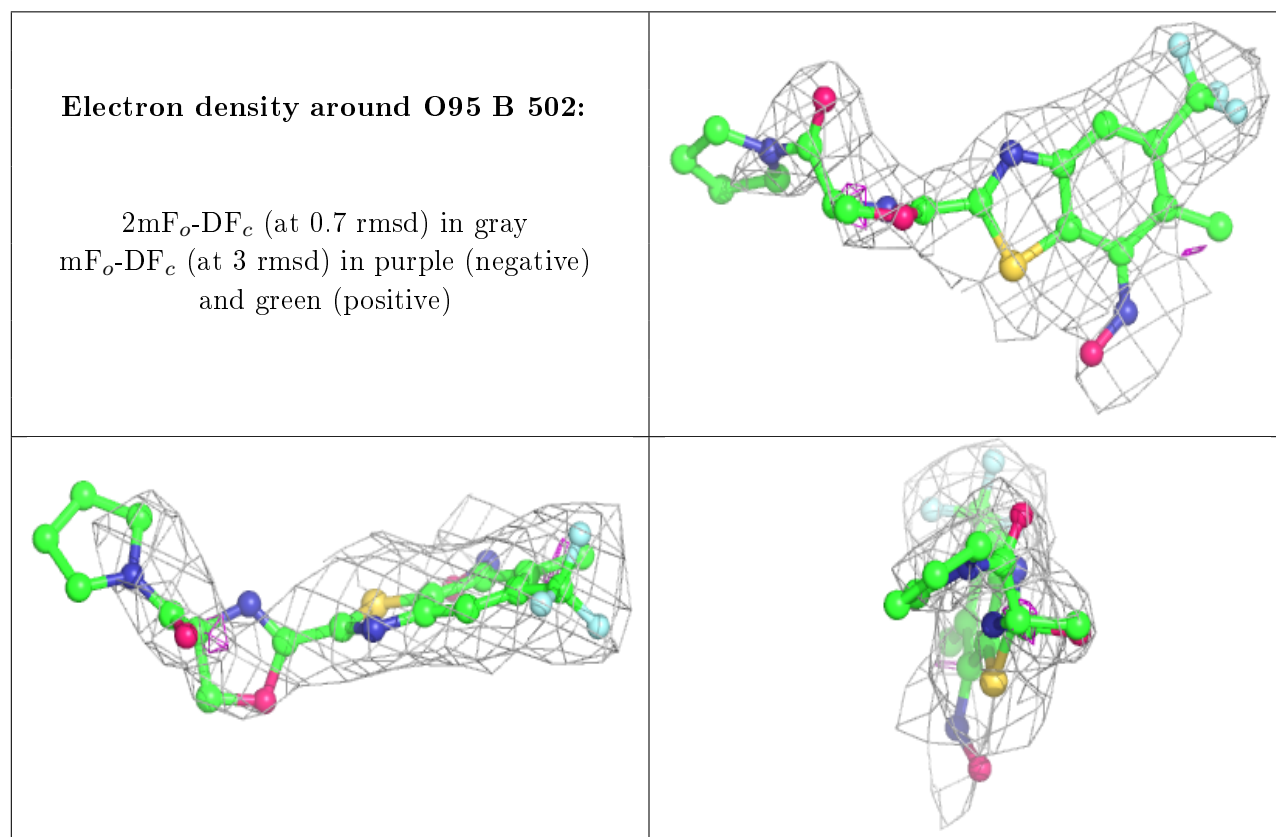 Electron density around O95 B 502:
2mFo-DFc (at 0.7 rmsd) in gray
mFo-DFc (at 3 rmsd) in purple (negative)
and green (positive)